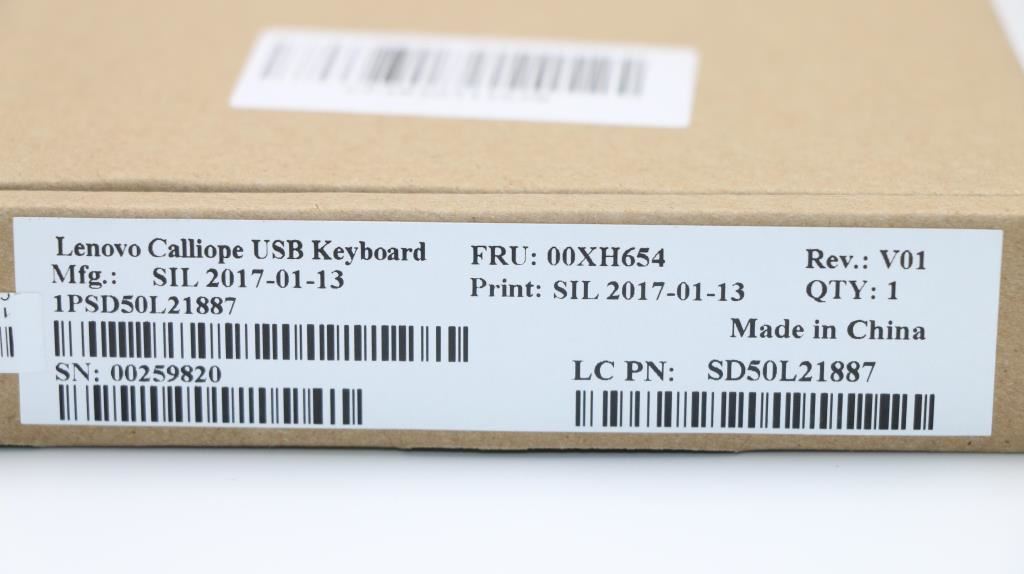 Lenovo Calliope USB Keyboard
FRU: 00XH654
Rev.: V01
Mfg.: SIL 2017-01-13
Print: SIL 2017-01-13
QTY: 1
1PSD50L21887
Made in China
SN: 00259820
LC PN: SD50L21887